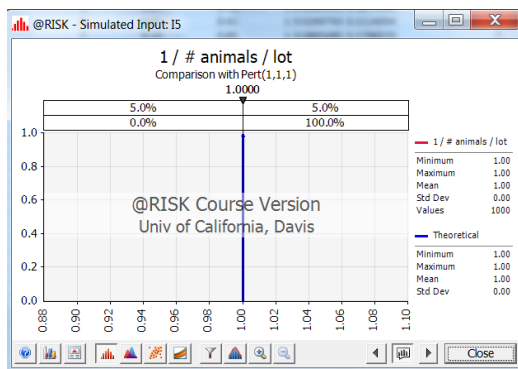 @RISK - Simulated Input: I5
1 / # animals / lot
Comparison with Pert(1,1,1)
1.0000
5.0% 5.0%
0.0% 100.0%
1.0
0.8
0.6
0.4
0.2
0.0
0.88 0.90 0.92 0.94 0.96 0.98 1.00 1.02 1.04 1.06 1.08 1.10
@RISK Course Version
Univ of California, Davis
1 / # animals / lot
Minimum 1.00
Maximum 1.00
Mean 1.00
Std Dev 0.00
Values 1000
Theoretical
Minimum 1.00
Maximum 1.00
Mean 1.00
Std Dev 0.00
Close